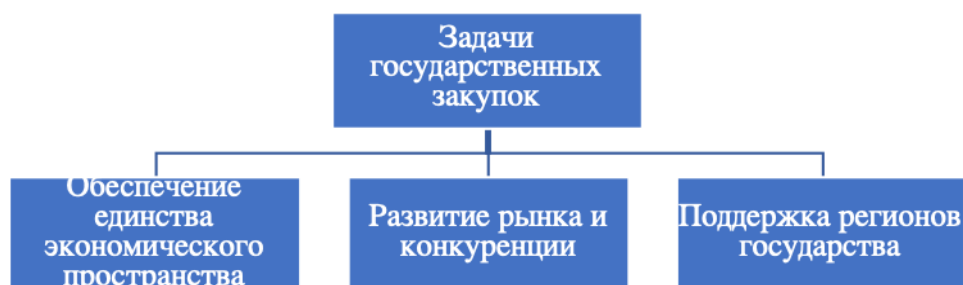 Задачи
государственных
закупок
Обеспечение
единства
экономического
пространства
Развитие рынка и
конкуренции
Поддержка регионов
государства